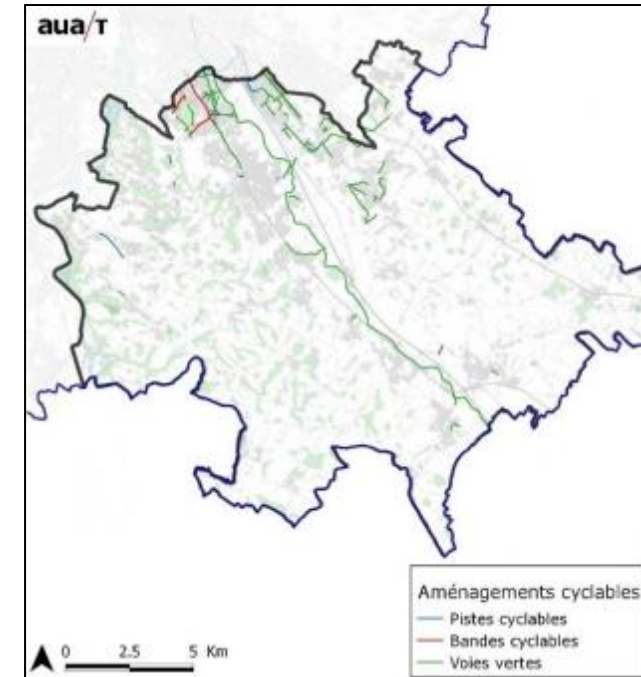 aua/T
Aménagements cyclables
Pistes cyclables
Bandes cyclables
Voies vertes
0 2.5 5 Km